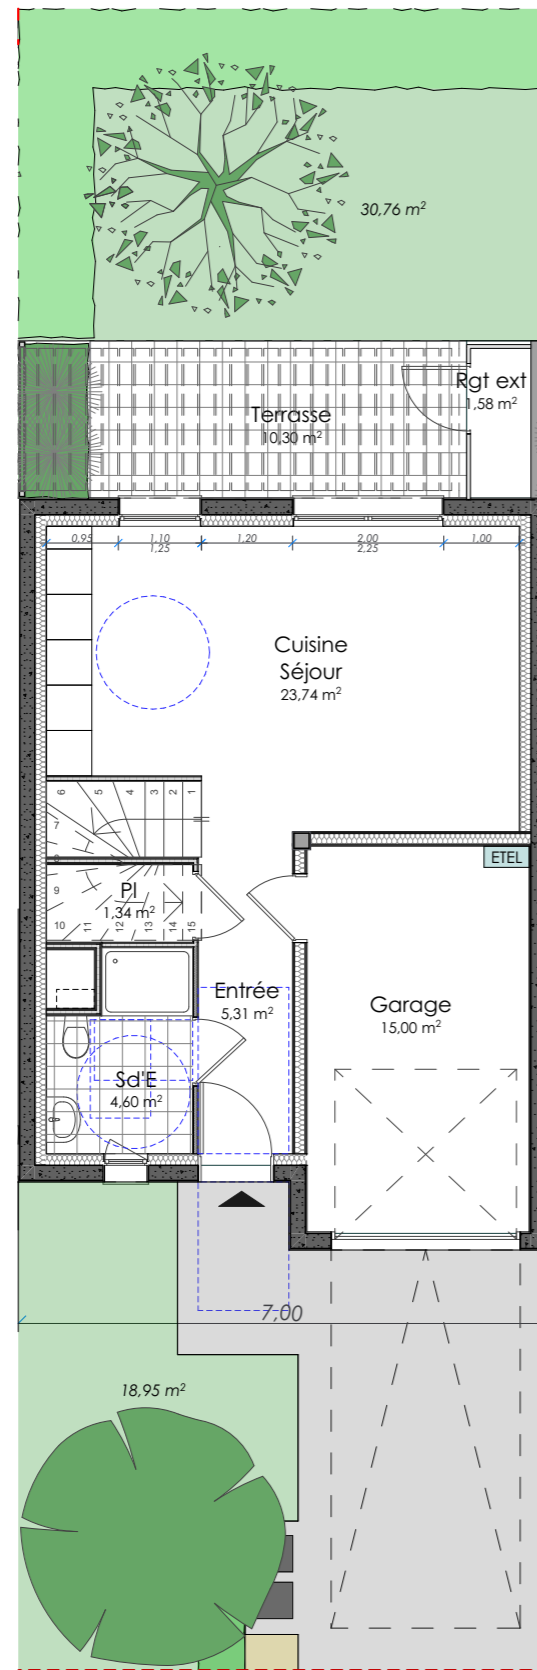 30,76 m²
Rgt ext
1,58 m²
Terrasse
10,30 m²
0,95 1,10 1,20 2,00 1,00
1,25 2,25
Cuisine
Séjour
23,74 m²
6 5 4 3 2 1
7
8
ETEL
Pl
1,34 m²
9
10 11 12 13 14 15
Entrée
5,31 m²
Garage
15,00 m²
Sd'E
4,60 m²
7,00
18,95 m²